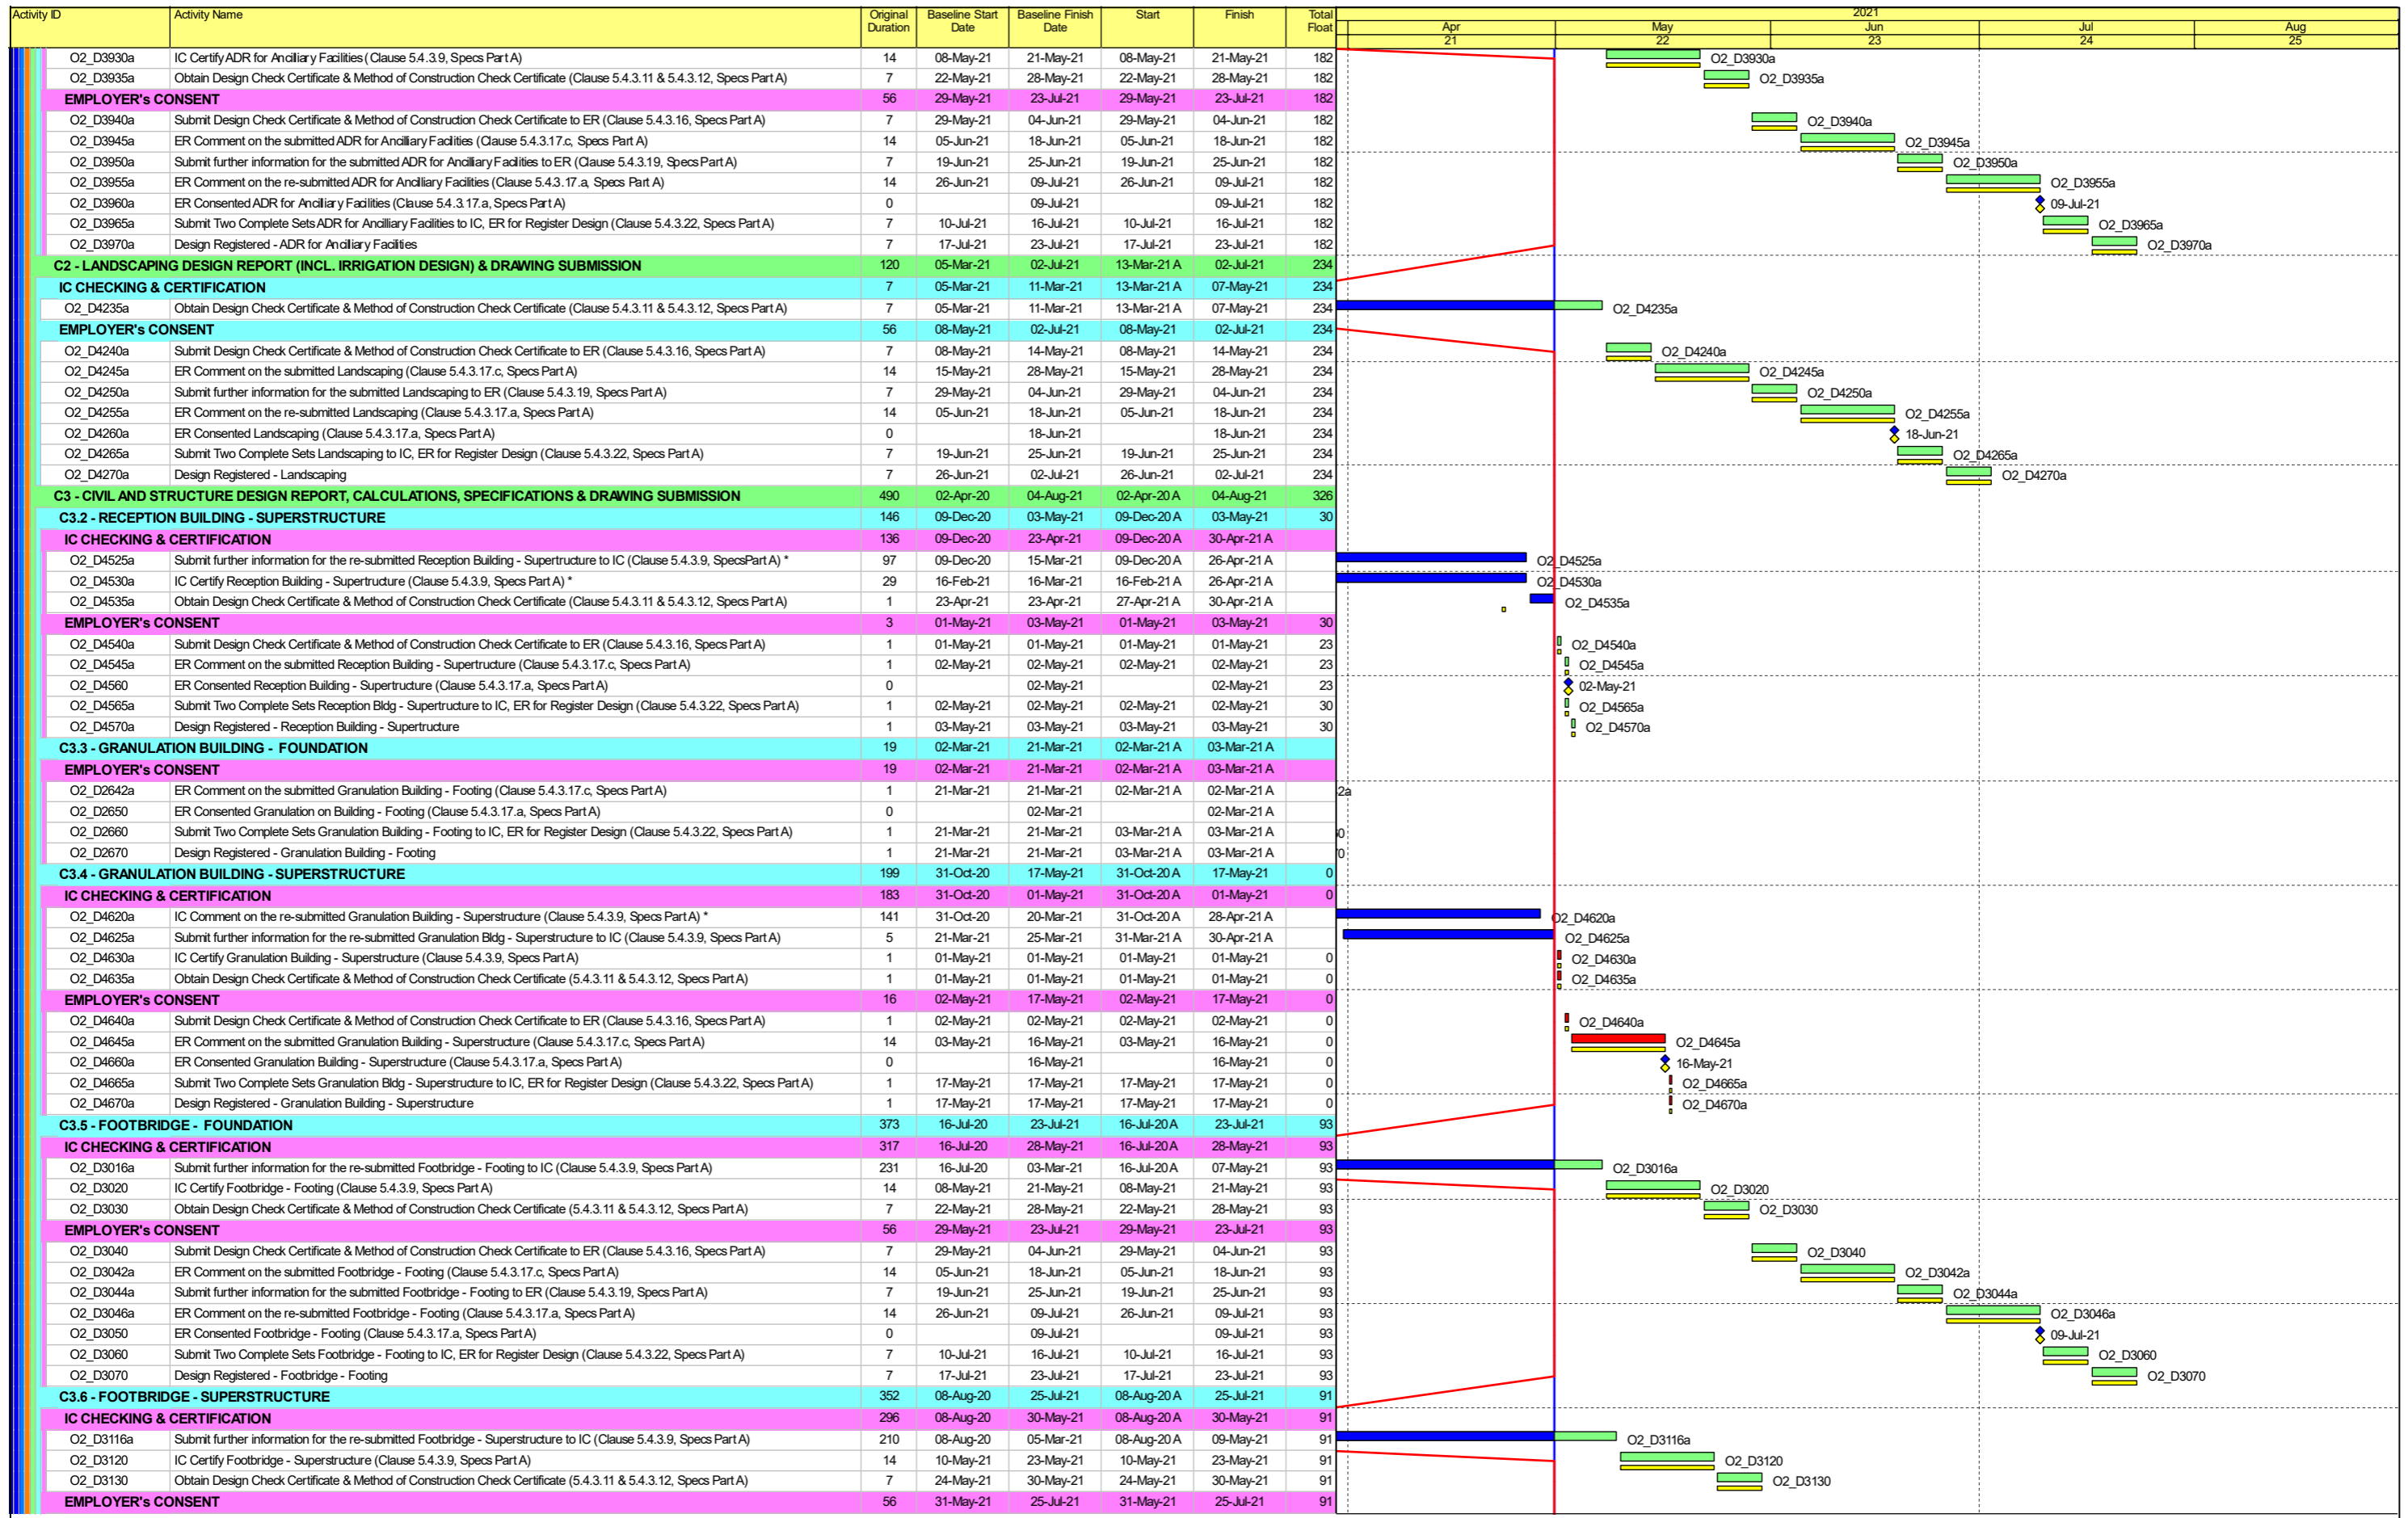 Activity ID Activity Name Original Duration Baseline Start Date Baseline Finish Date Start Finish Total Float 2021
Apr May Jun Jul Aug
21 22 23 24 25
O2_D3930a IC Certify ADR for Ancilliary Facilities (Clause 5.4.3.9, Specs Part A) 14 08-May-21 21-May-21 08-May-21 21-May-21 182 O2_D3930a
O2_D3935a Obtain Design Check Certificate & Method of Construction Check Certificate (Clause 5.4.3.11 & 5.4.3.12, Specs Part A) 7 22-May-21 28-May-21 22-May-21 28-May-21 182 O2_D3935a
EMPLOYER's CONSENT 56 29-May-21 23-Jul-21 29-May-21 23-Jul-21 182
O2_D3940a Submit Design Check Certificate & Method of Construction Check Certificate to ER (Clause 5.4.3.16, Specs Part A) 7 29-May-21 04-Jun-21 29-May-21 04-Jun-21 182 O2_D3940a
O2_D3945a ER Comment on the submitted ADR for Ancilliary Facilities (Clause 5.4.3.17.c, Specs Part A) 14 05-Jun-21 18-Jun-21 05-Jun-21 18-Jun-21 182 O2_D3945a
O2_D3950a Submit further information for the submitted ADR for Ancilliary Facilities to ER (Clause 5.4.3.19, Specs Part A) 7 19-Jun-21 25-Jun-21 19-Jun-21 25-Jun-21 182 O2_D3950a
O2_D3955a ER Comment on the re-submitted ADR for Ancilliary Facilities (Clause 5.4.3.17.a, Specs Part A) 14 26-Jun-21 09-Jul-21 26-Jun-21 09-Jul-21 182 O2_D3955a
O2_D3960a ER Consented ADR for Ancilliary Facilities (Clause 5.4.3.17.a, Specs Part A) 0 09-Jul-21 09-Jul-21 182 09-Jul-21
O2_D3965a Submit Two Complete Sets ADR for Ancilliary Facilities to IC, ER for Register Design (Clause 5.4.3.22, Specs Part A) 7 10-Jul-21 16-Jul-21 10-Jul-21 16-Jul-21 182 O2_D3965a
O2_D3970a Design Registered - ADR for Ancilliary Facilities 7 17-Jul-21 23-Jul-21 17-Jul-21 23-Jul-21 182 O2_D3970a
C2 - LANDSCAPING DESIGN REPORT (INCL. IRRIGATION DESIGN) & DRAWING SUBMISSION 120 05-Mar-21 02-Jul-21 13-Mar-21 A 02-Jul-21 234
IC CHECKING & CERTIFICATION 7 05-Mar-21 11-Mar-21 13-Mar-21 A 07-May-21 234
O2_D4235a Obtain Design Check Certificate & Method of Construction Check Certificate (Clause 5.4.3.11 & 5.4.3.12, Specs Part A) 7 05-Mar-21 11-Mar-21 13-Mar-21 A 07-May-21 234 O2_D4235a
EMPLOYER's CONSENT 56 08-May-21 02-Jul-21 08-May-21 02-Jul-21 234
O2_D4240a Submit Design Check Certificate & Method of Construction Check Certificate to ER (Clause 5.4.3.16, Specs Part A) 7 08-May-21 14-May-21 08-May-21 14-May-21 234 O2_D4240a
O2_D4245a ER Comment on the submitted Landscaping (Clause 5.4.3.17.c, Specs Part A) 14 15-May-21 28-May-21 15-May-21 28-May-21 234 O2_D4245a
O2_D4250a Submit further information for the submitted Landscaping to ER (Clause 5.4.3.19, Specs Part A) 7 29-May-21 04-Jun-21 29-May-21 04-Jun-21 234 O2_D4250a
O2_D4255a ER Comment on the re-submitted Landscaping (Clause 5.4.3.17.a, Specs Part A) 14 05-Jun-21 18-Jun-21 05-Jun-21 18-Jun-21 234 O2_D4255a
O2_D4260a ER Consented Landscaping (Clause 5.4.3.17.a, Specs Part A) 0 18-Jun-21 18-Jun-21 234 18-Jun-21
O2_D4265a Submit Two Complete Sets Landscaping to IC, ER for Register Design (Clause 5.4.3.22, Specs Part A) 7 19-Jun-21 25-Jun-21 19-Jun-21 25-Jun-21 234 O2_D4265a
O2_D4270a Design Registered - Landscaping 7 26-Jun-21 02-Jul-21 26-Jun-21 02-Jul-21 234 O2_D4270a
C3 - CIVIL AND STRUCTURE DESIGN REPORT, CALCULATIONS, SPECIFICATIONS & DRAWING SUBMISSION 490 02-Apr-20 04-Aug-21 02-Apr-20 A 04-Aug-21 326
C3.2 - RECEPTION BUILDING - SUPERSTRUCTURE 146 09-Dec-20 03-May-21 09-Dec-20 A 03-May-21 30
IC CHECKING & CERTIFICATION 136 09-Dec-20 23-Apr-21 09-Dec-20 A 30-Apr-21 A
O2_D4525a Submit further information for the re-submitted Reception Building - Supertructure to IC (Clause 5.4.3.9, SpecsPart A) * 97 09-Dec-20 15-Mar-21 09-Dec-20 A 26-Apr-21 A O2_D4525a
O2_D4530a IC Certify Reception Building - Supertructure (Clause 5.4.3.9, Specs Part A) * 29 16-Feb-21 16-Mar-21 16-Feb-21 A 26-Apr-21 A O2_D4530a
O2_D4535a Obtain Design Check Certificate & Method of Construction Check Certificate (Clause 5.4.3.11 & 5.4.3.12, Specs Part A) 1 23-Apr-21 23-Apr-21 27-Apr-21 A 30-Apr-21 A O2_D4535a
EMPLOYER's CONSENT 3 01-May-21 03-May-21 01-May-21 03-May-21 30
O2_D4540a Submit Design Check Certificate & Method of Construction Check Certificate to ER (Clause 5.4.3.16, Specs Part A) 1 01-May-21 01-May-21 01-May-21 01-May-21 23 O2_D4540a
O2_D4545a ER Comment on the submitted Reception Building - Supertructure (Clause 5.4.3.17.c, Specs Part A) 1 02-May-21 02-May-21 02-May-21 02-May-21 23 O2_D4545a
O2_D4560 ER Consented Reception Building - Supertructure (Clause 5.4.3.17.a, Specs Part A) 0 02-May-21 02-May-21 23 02-May-21
O2_D4565a Submit Two Complete Sets Reception Bldg - Supertructure to IC, ER for Register Design (Clause 5.4.3.22, Specs Part A) 1 02-May-21 02-May-21 02-May-21 02-May-21 30 O2_D4565a
O2_D4570a Design Registered - Reception Building - Supertructure 1 03-May-21 03-May-21 03-May-21 03-May-21 30 O2_D4570a
C3.3 - GRANULATION BUILDING - FOUNDATION 19 02-Mar-21 21-Mar-21 02-Mar-21 A 03-Mar-21 A
EMPLOYER's CONSENT 19 02-Mar-21 21-Mar-21 02-Mar-21 A 03-Mar-21 A
O2_D2642a ER Comment on the submitted Granulation Building - Footing (Clause 5.4.3.17.c, Specs Part A) 1 21-Mar-21 21-Mar-21 02-Mar-21 A 02-Mar-21 A 2a
O2_D2650 ER Consented Granulation on Building - Footing (Clause 5.4.3.17.a, Specs Part A) 0 02-Mar-21 02-Mar-21 A
O2_D2660 Submit Two Complete Sets Granulation Building - Footing to IC, ER for Register Design (Clause 5.4.3.22, Specs Part A) 1 21-Mar-21 21-Mar-21 03-Mar-21 A 03-Mar-21 A 0
O2_D2670 Design Registered - Granulation Building - Footing 1 21-Mar-21 21-Mar-21 03-Mar-21 A 03-Mar-21 A 0
C3.4 - GRANULATION BUILDING - SUPERSTRUCTURE 199 31-Oct-20 17-May-21 31-Oct-20 A 17-May-21 0
IC CHECKING & CERTIFICATION 183 31-Oct-20 01-May-21 31-Oct-20 A 01-May-21 0
O2_D4620a IC Comment on the re-submitted Granulation Building - Superstructure (Clause 5.4.3.9, Specs Part A) * 141 31-Oct-20 20-Mar-21 31-Oct-20 A 28-Apr-21 A O2_D4620a
O2_D4625a Submit further information for the re-submitted Granulation Bldg - Superstructure to IC (Clause 5.4.3.9, Specs Part A) 5 21-Mar-21 25-Mar-21 31-Mar-21 A 30-Apr-21 A O2_D4625a
O2_D4630a IC Certify Granulation Building - Superstructure (Clause 5.4.3.9, Specs Part A) 1 01-May-21 01-May-21 01-May-21 01-May-21 0 O2_D4630a
O2_D4635a Obtain Design Check Certificate & Method of Construction Check Certificate (5.4.3.11 & 5.4.3.12, Specs Part A) 1 01-May-21 01-May-21 01-May-21 01-May-21 0 O2_D4635a
EMPLOYER's CONSENT 16 02-May-21 17-May-21 02-May-21 17-May-21 0
O2_D4640a Submit Design Check Certificate & Method of Construction Check Certificate to ER (Clause 5.4.3.16, Specs Part A) 1 02-May-21 02-May-21 02-May-21 02-May-21 0 O2_D4640a
O2_D4645a ER Comment on the submitted Granulation Building - Superstructure (Clause 5.4.3.17.c, Specs Part A) 14 03-May-21 16-May-21 03-May-21 16-May-21 0 O2_D4645a
O2_D4660a ER Consented Granulation Building - Superstructure (Clause 5.4.3.17.a, Specs Part A) 0 16-May-21 16-May-21 0 16-May-21
O2_D4665a Submit Two Complete Sets Granulation Bldg - Superstructure to IC, ER for Register Design (Clause 5.4.3.22, Specs Part A) 1 17-May-21 17-May-21 17-May-21 17-May-21 0 O2_D4665a
O2_D4670a Design Registered - Granulation Building - Superstructure 1 17-May-21 17-May-21 17-May-21 17-May-21 0 O2_D4670a
C3.5 - FOOTBRIDGE - FOUNDATION 373 16-Jul-20 23-Jul-21 16-Jul-20 A 23-Jul-21 93
IC CHECKING & CERTIFICATION 317 16-Jul-20 28-May-21 16-Jul-20 A 28-May-21 93
O2_D3016a Submit further information for the re-submitted Footbridge - Footing to IC (Clause 5.4.3.9, Specs Part A) 231 16-Jul-20 03-Mar-21 16-Jul-20 A 07-May-21 93 O2_D3016a
O2_D3020 IC Certify Footbridge - Footing (Clause 5.4.3.9, Specs Part A) 14 08-May-21 21-May-21 08-May-21 21-May-21 93 O2_D3020
O2_D3030 Obtain Design Check Certificate & Method of Construction Check Certificate (5.4.3.11 & 5.4.3.12, Specs Part A) 7 22-May-21 28-May-21 22-May-21 28-May-21 93 O2_D3030
EMPLOYER's CONSENT 56 29-May-21 23-Jul-21 29-May-21 23-Jul-21 93
O2_D3040 Submit Design Check Certificate & Method of Construction Check Certificate to ER (Clause 5.4.3.16, Specs Part A) 7 29-May-21 04-Jun-21 29-May-21 04-Jun-21 93 O2_D3040
O2_D3042a ER Comment on the submitted Footbridge - Footing (Clause 5.4.3.17.c, Specs Part A) 14 05-Jun-21 18-Jun-21 05-Jun-21 18-Jun-21 93 O2_D3042a
O2_D3044a Submit further information for the submitted Footbridge - Footing to ER (Clause 5.4.3.19, Specs Part A) 7 19-Jun-21 25-Jun-21 19-Jun-21 25-Jun-21 93 O2_D3044a
O2_D3046a ER Comment on the re-submitted Footbridge - Footing (Clause 5.4.3.17.a, Specs Part A) 14 26-Jun-21 09-Jul-21 26-Jun-21 09-Jul-21 93 O2_D3046a
O2_D3050 ER Consented Footbridge - Footing (Clause 5.4.3.17.a, Specs Part A) 0 09-Jul-21 09-Jul-21 93 09-Jul-21
O2_D3060 Submit Two Complete Sets Footbridge - Footing to IC, ER for Register Design (Clause 5.4.3.22, Specs Part A) 7 10-Jul-21 16-Jul-21 10-Jul-21 16-Jul-21 93 O2_D3060
O2_D3070 Design Registered - Footbridge - Footing 7 17-Jul-21 23-Jul-21 17-Jul-21 23-Jul-21 93 O2_D3070
C3.6 - FOOTBRIDGE - SUPERSTRUCTURE 352 08-Aug-20 25-Jul-21 08-Aug-20 A 25-Jul-21 91
IC CHECKING & CERTIFICATION 296 08-Aug-20 30-May-21 08-Aug-20 A 30-May-21 91
O2_D3116a Submit further information for the re-submitted Footbridge - Superstructure to IC (Clause 5.4.3.9, Specs Part A) 210 08-Aug-20 05-Mar-21 08-Aug-20 A 09-May-21 91 O2_D3116a
O2_D3120 IC Certify Footbridge - Superstructure (Clause 5.4.3.9, Specs Part A) 14 10-May-21 23-May-21 10-May-21 23-May-21 91 O2_D3120
O2_D3130 Obtain Design Check Certificate & Method of Construction Check Certificate (5.4.3.11 & 5.4.3.12, Specs Part A) 7 24-May-21 30-May-21 24-May-21 30-May-21 91 O2_D3130
EMPLOYER's CONSENT 56 31-May-21 25-Jul-21 31-May-21 25-Jul-21 91